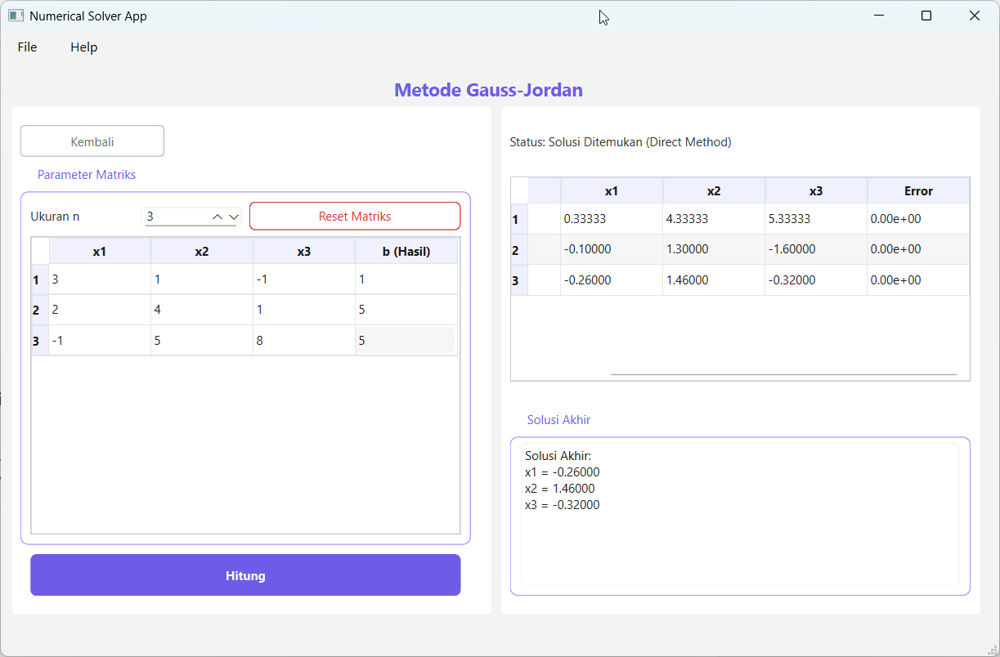 Numerical Solver App
File Help
Metode Gauss-Jordan
Kembali
Parameter Matriks
Ukuran n 3 Reset Matriks
x1 x2 x3 b (Hasil)
1 3 1 -1 1
2 2 4 1 5
3 -1 5 8 5
Hitung
Status: Solusi Ditemukan (Direct Method)
x1 x2 x3 Error
1 0.33333 4.33333 5.33333 0.00e+00
2 -0.10000 1.30000 -1.60000 0.00e+00
3 -0.26000 1.46000 -0.32000 0.00e+00
Solusi Akhir
Solusi Akhir:
x1 = -0.26000
x2 = 1.46000
x3 = -0.32000